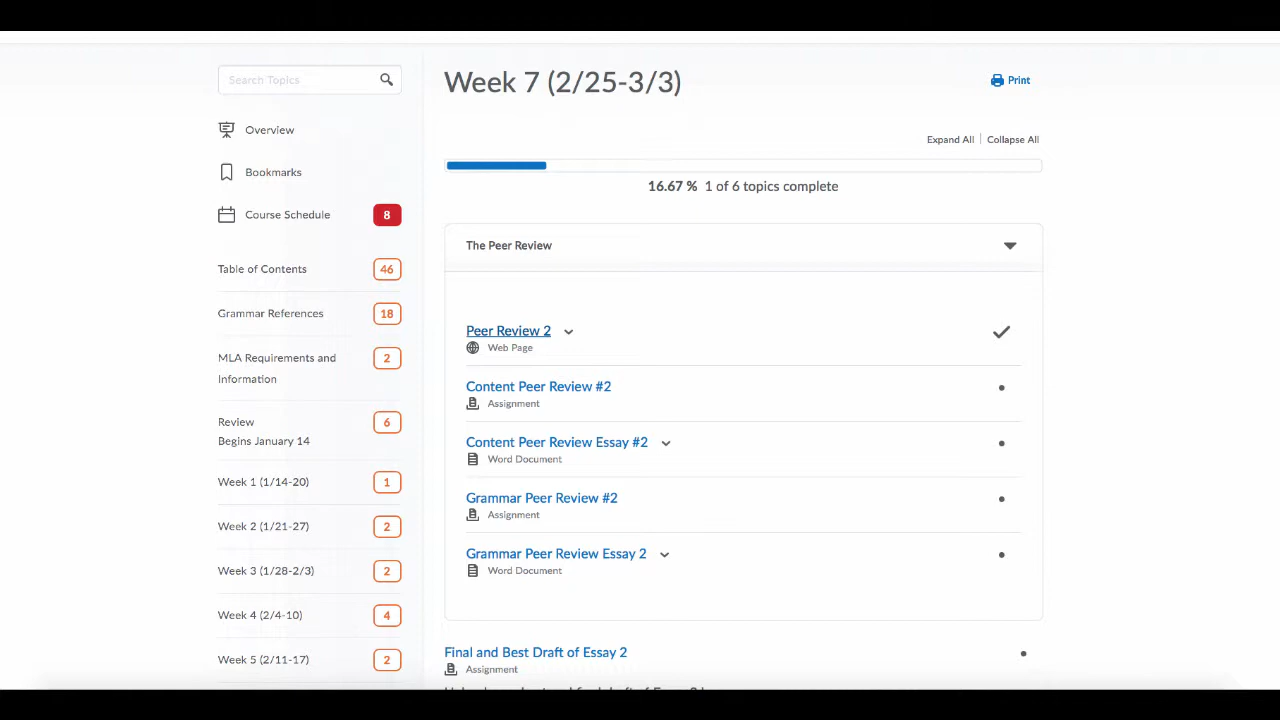 Search Topics
Overview
Bookmarks
Course Schedule 8
Table of Contents 46
Grammar References 18
MLA Requirements and 2
Information
Review 6
Begins January 14
Week 1 (1/14-20) 1
Week 2 (1/21-27) 2
Week 3 (1/28-2/3) 2
Week 4 (2/4-10) 4
Week 5 (2/11-17) 2
Week 7 (2/25-3/3)
Print
Expand All | Collapse All
16.67 % 1 of 6 topics complete
The Peer Review
Peer Review 2
Web Page
Content Peer Review #2
Assignment
Content Peer Review Essay #2
Word Document
Grammar Peer Review #2
Assignment
Grammar Peer Review Essay 2
Word Document
Final and Best Draft of Essay 2
Assignment